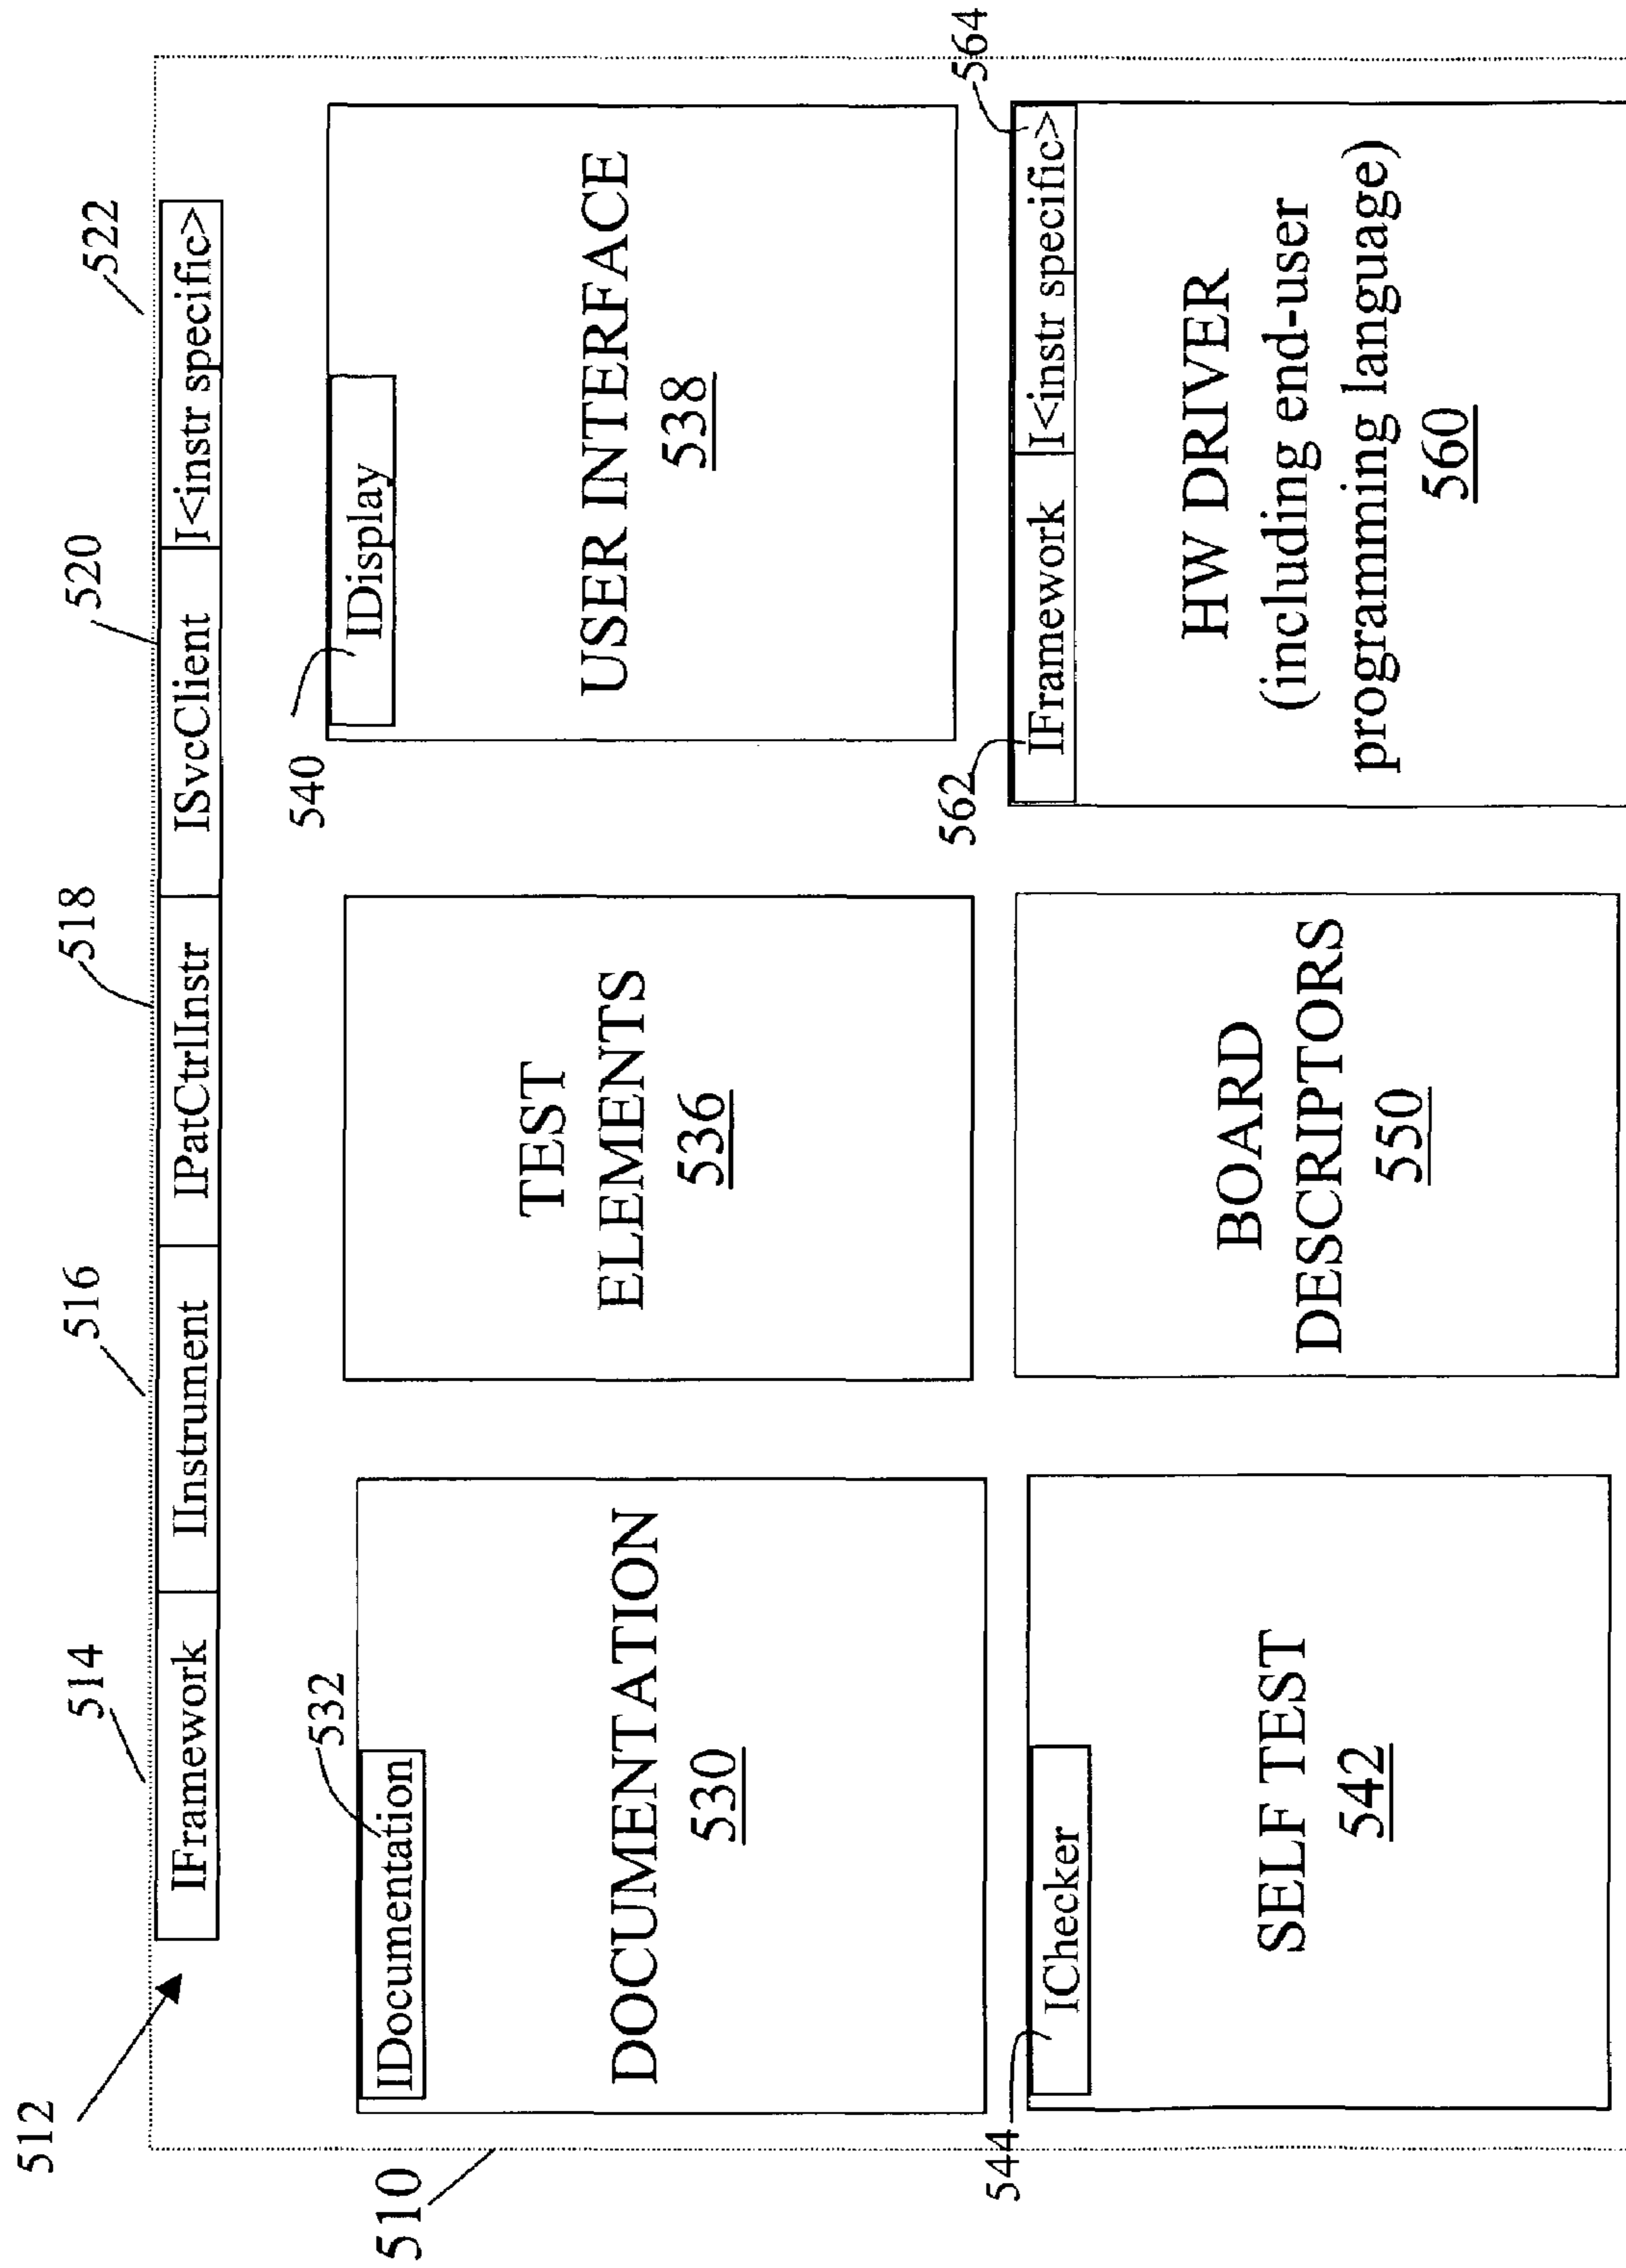 512
514
516
518
520
522
IFramework
IInstrument
IPatCtrlInstr
ISvcClient
I<instr specific>
510
532
540
IDocumentation
DOCUMENTATION
530
TEST
ELEMENTS
536
IDisplay
USER INTERFACE
538
544
562
564
IChecker
SELF TEST
542
BOARD
DESCRIPTORS
550
IFramework
I<instr specific>
HW DRIVER
(including end-user
programming language)
560